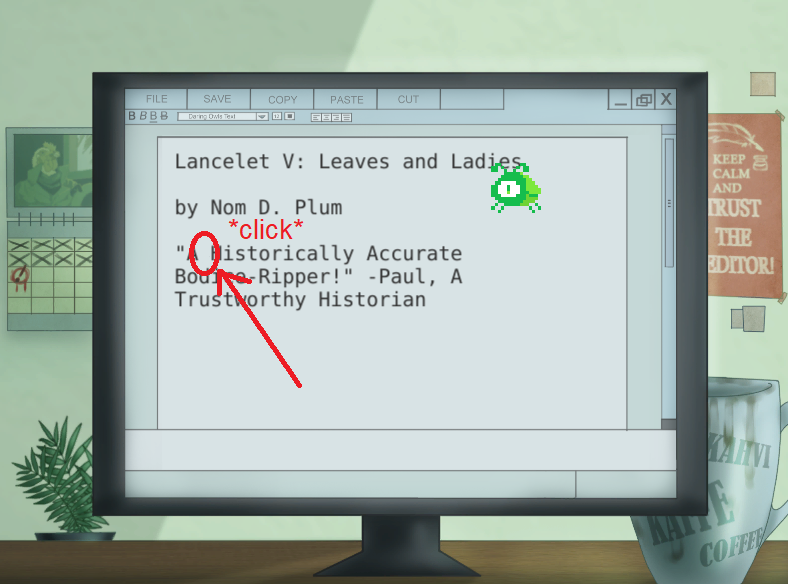 FILE SAVE COPY PASTE CUT X
B B B B Daring Owls Text 12
Lancelet V: Leaves and Ladies
by Nom D. Plum
*click*
"A Historically Accurate
Bodice-Ripper!" -Paul, A
Trustworthy Historian
!
KEEP
CALM
AND
TRUST
THE
EDITOR!
KAHVI
KAFFE
COFFEE